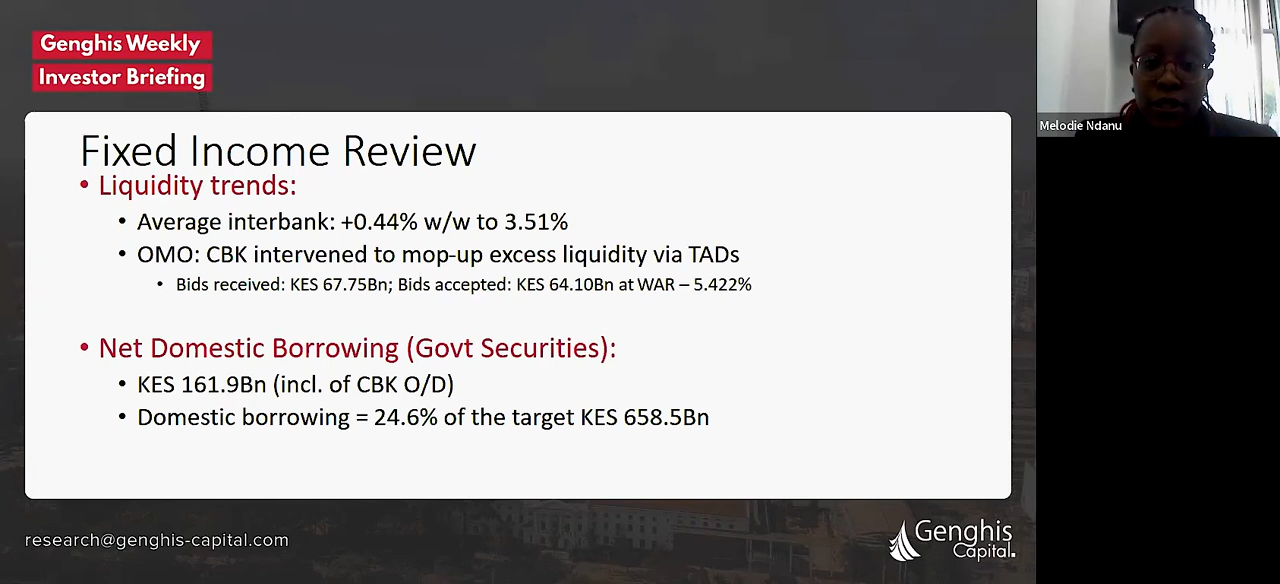 Genghis Weekly
Investor Briefing
Melodie Ndanu
Fixed Income Review
• Liquidity trends:
• Average interbank: +0.44% w/w to 3.51%
• OMO: CBK intervened to mop-up excess liquidity via TADs
• Bids received: KES 67.75Bn; Bids accepted: KES 64.10Bn at WAR – 5.422%
• Net Domestic Borrowing (Govt Securities):
• KES 161.9Bn (incl. of CBK O/D)
• Domestic borrowing = 24.6% of the target KES 658.5Bn
research@genghis-capital.com
Genghis
Capital.